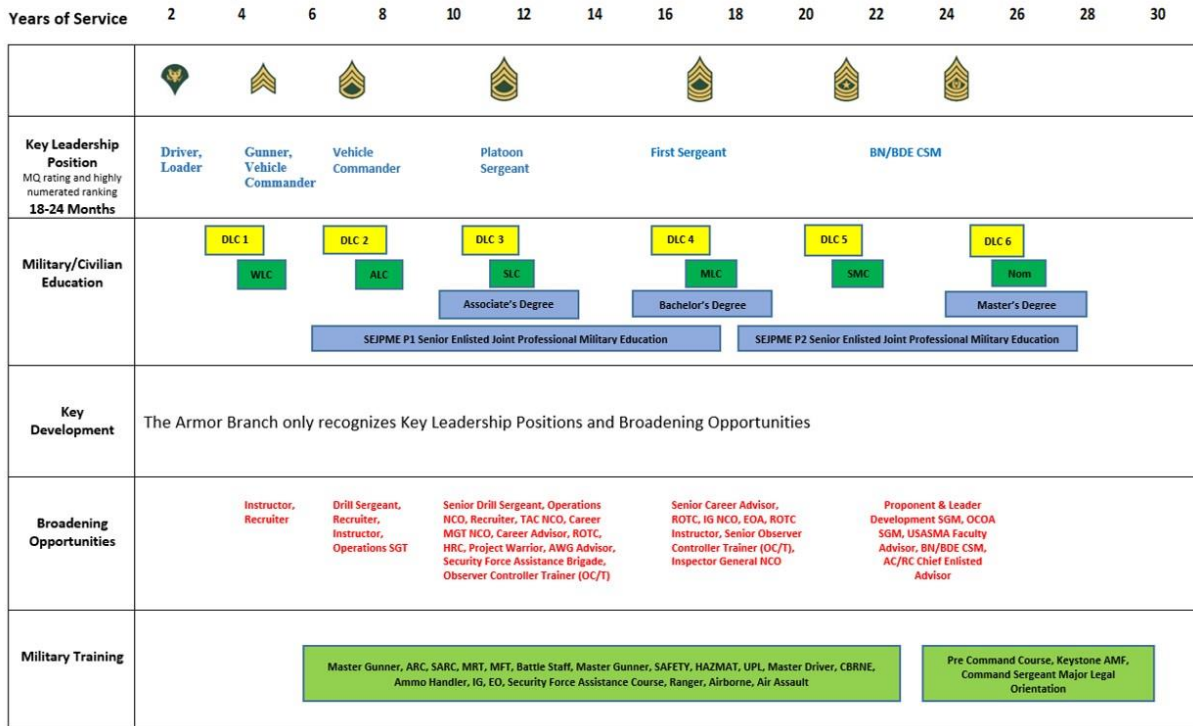 Years of Service 2 4 6 8 10 12 14 16 18 20 22 24 26 28 30
Key Leadership
Position
MQ rating and highly
numerated ranking
18-24 Months
Driver,
Loader
Gunner,
Vehicle
Commander
Vehicle
Commander
Platoon
Sergeant
First Sergeant
BN/BDE CSM
Military/Civilian
Education
DLC 1
DLC 2
DLC 3
DLC 4
DLC 5
DLC 6
WLC
ALC
SLC
MLC
SMC
Nom
Associate's Degree
Bachelor's Degree
Master's Degree
SEJPME P1 Senior Enlisted Joint Professional Military Education
SEJPME P2 Senior Enlisted Joint Professional Military Education
Key
Development
The Armor Branch only recognizes Key Leadership Positions and Broadening Opportunities
Broadening
Opportunities
Instructor,
Recruiter
Drill Sergeant,
Recruiter,
Instructor,
Operations SGT
Senior Drill Sergeant, Operations
NCO, Recruiter, TAC NCO, Career
MGT NCO, Career Advisor, ROTC,
HRC, Project Warrior, AWG Advisor,
Security Force Assistance Brigade,
Observer Controller Trainer (OC/T)
Senior Career Advisor,
ROTC, IG NCO, EOA, ROTC
Instructor, Senior Observer
Controller Trainer (OC/T),
Inspector General NCO
Proponent & Leader
Development SGM, OCOA
SGM, USASMA Faculty
Advisor, BN/BDE CSM,
AC/RC Chief Enlisted
Advisor
Military Training
Master Gunner, ARC, SARC, MRT, MFT, Battle Staff, Master Gunner, SAFETY, HAZMAT, UPL, Master Driver, CBRNE,
Ammo Handler, IG, EO, Security Force Assistance Course, Ranger, Airborne, Air Assault
Pre Command Course, Keystone AMF,
Command Sergeant Major Legal
Orientation